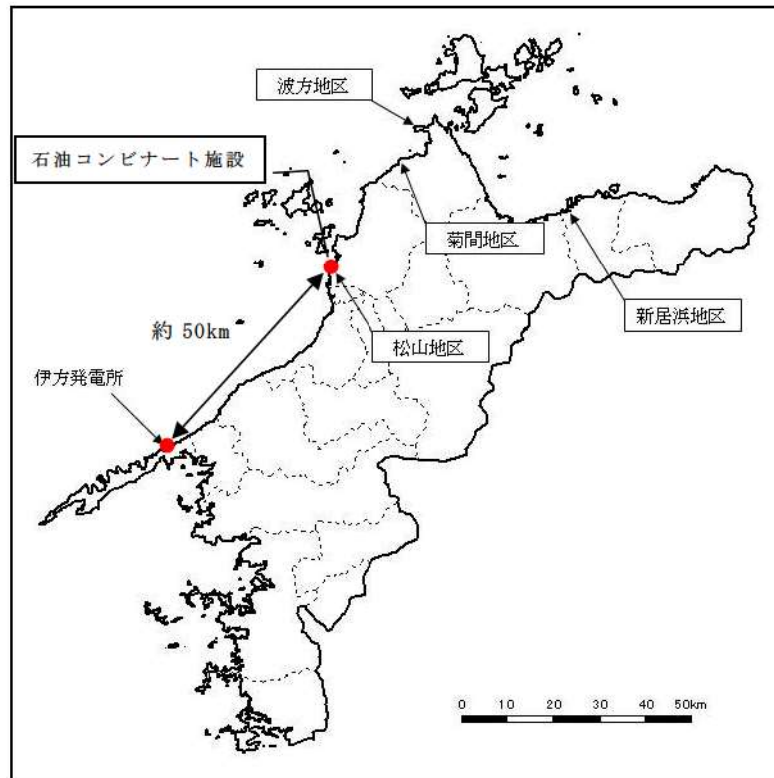 波方地区
石油コンビナート施設
菊間地区
新居浜地区
約 50km
松山地区
伊方発電所
0 10 20 30 40 50km